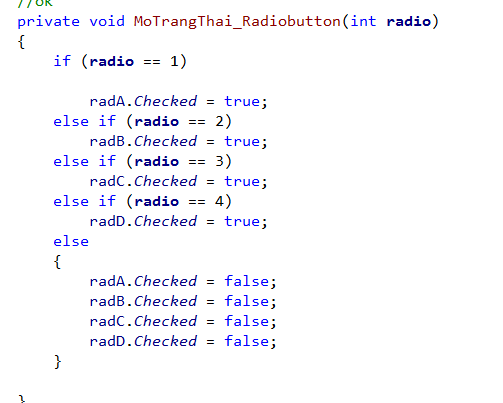 //ok
private void MoTrangThai_Radiobutton(int radio)
{
if (radio == 1)
radA.Checked = true;
else if (radio == 2)
radB.Checked = true;
else if (radio == 3)
radC.Checked = true;
else if (radio == 4)
radD.Checked = true;
else
{
radA.Checked = false;
radB.Checked = false;
radC.Checked = false;
radD.Checked = false;
}
}